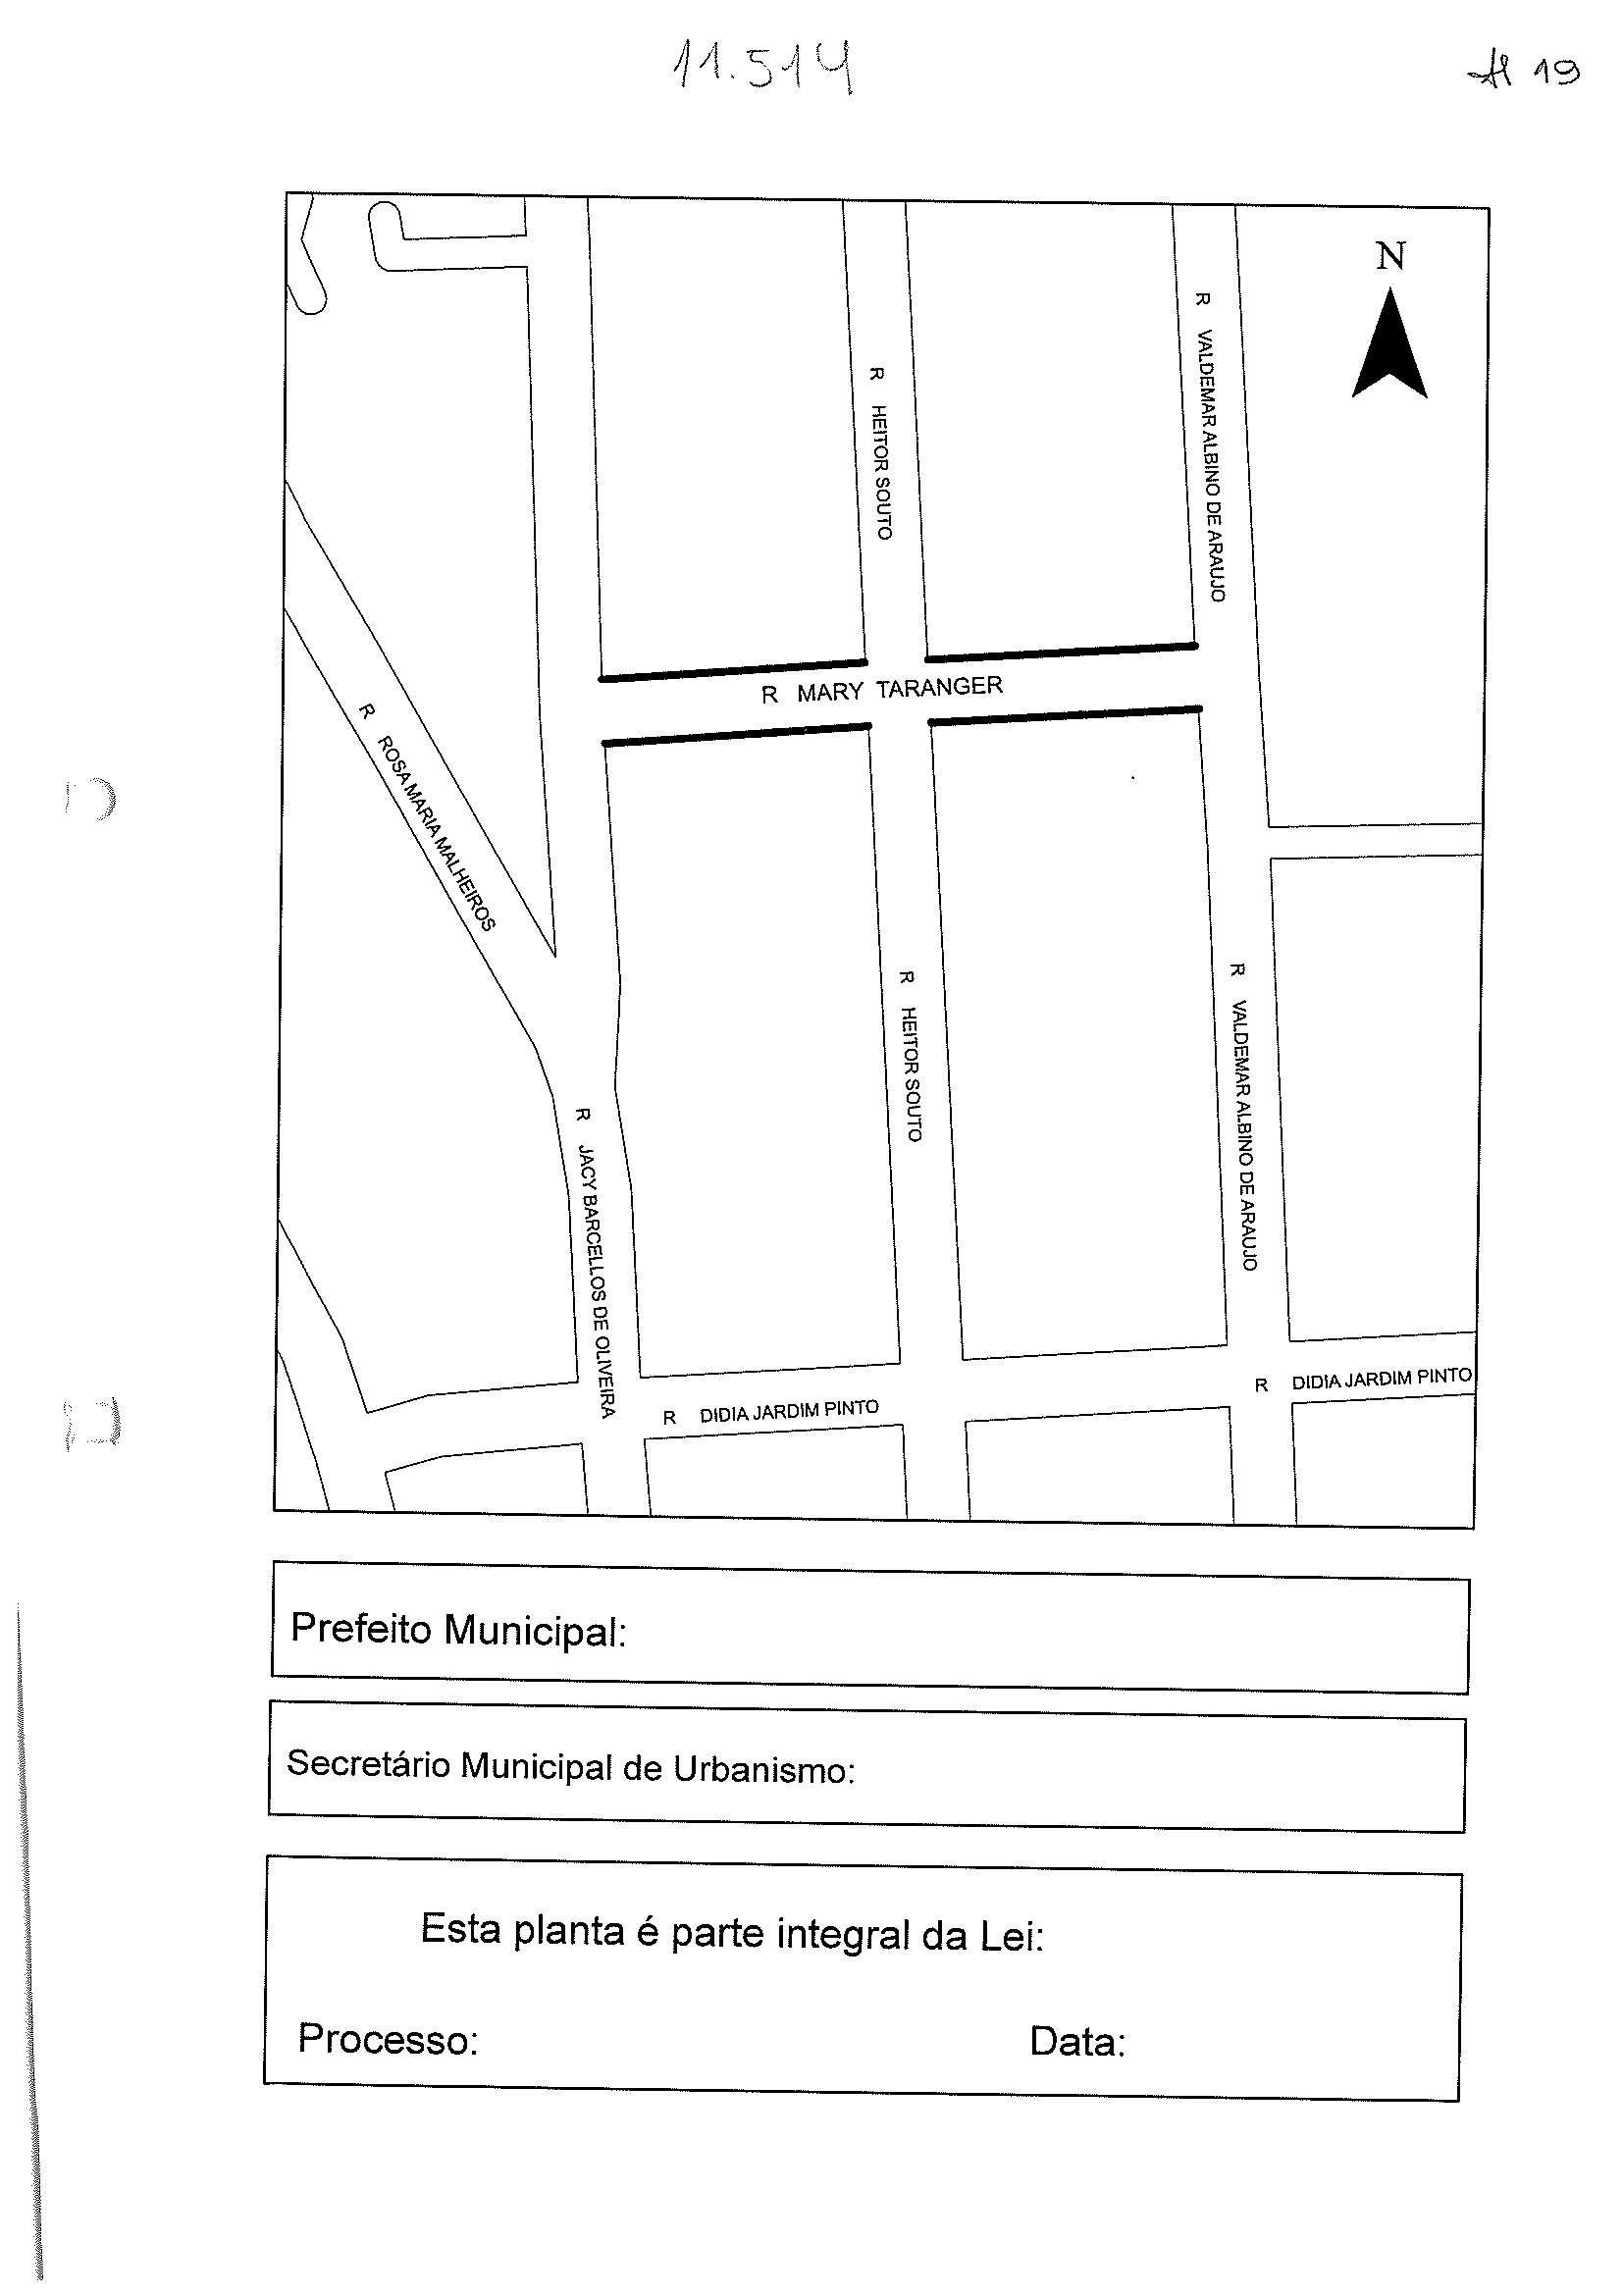 11.514
19
N
R VALDEMAR ALBINO DE ARAUJO
R HEITOR SOUTO
R MARY TARANGER
R ROSA MARIA MALHEIROS
R HEITOR SOUTO
R VALDEMAR ALBINO DE ARAUJO
R JACY BARCELLOS DE OLIVEIRA
R DIDIA JARDIM PINTO
R DIDIA JARDIM PINTO
Prefeito Municipal:
Secretário Municipal de Urbanismo:
Esta planta é parte integral da Lei:
Processo: Data: